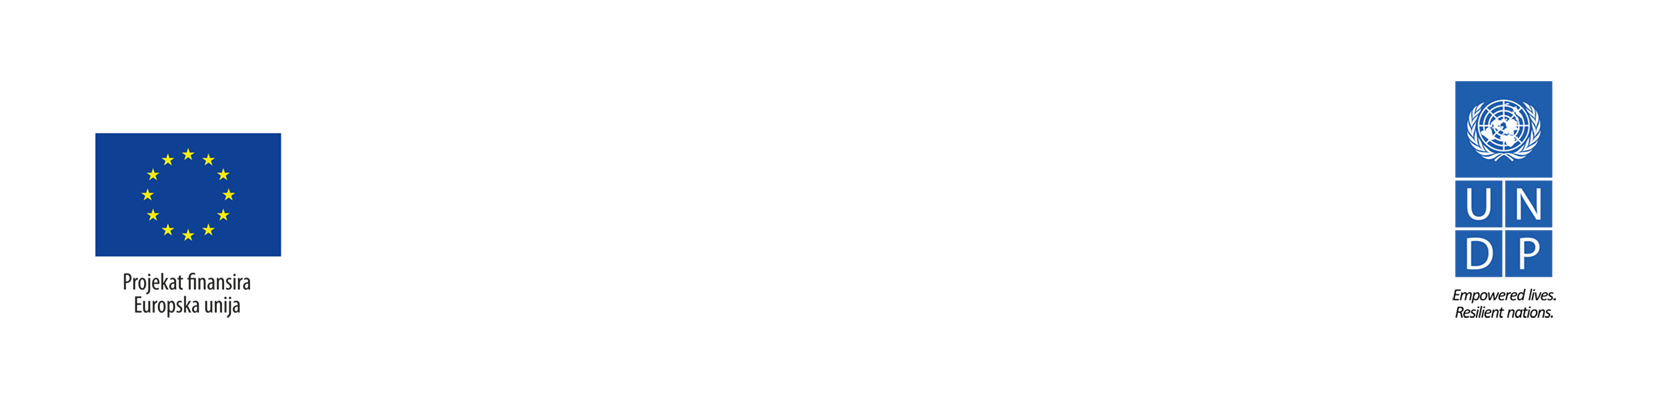 Projekat finansira
Europska unija
U N
D P
Empowered lives.
Resilient nations.